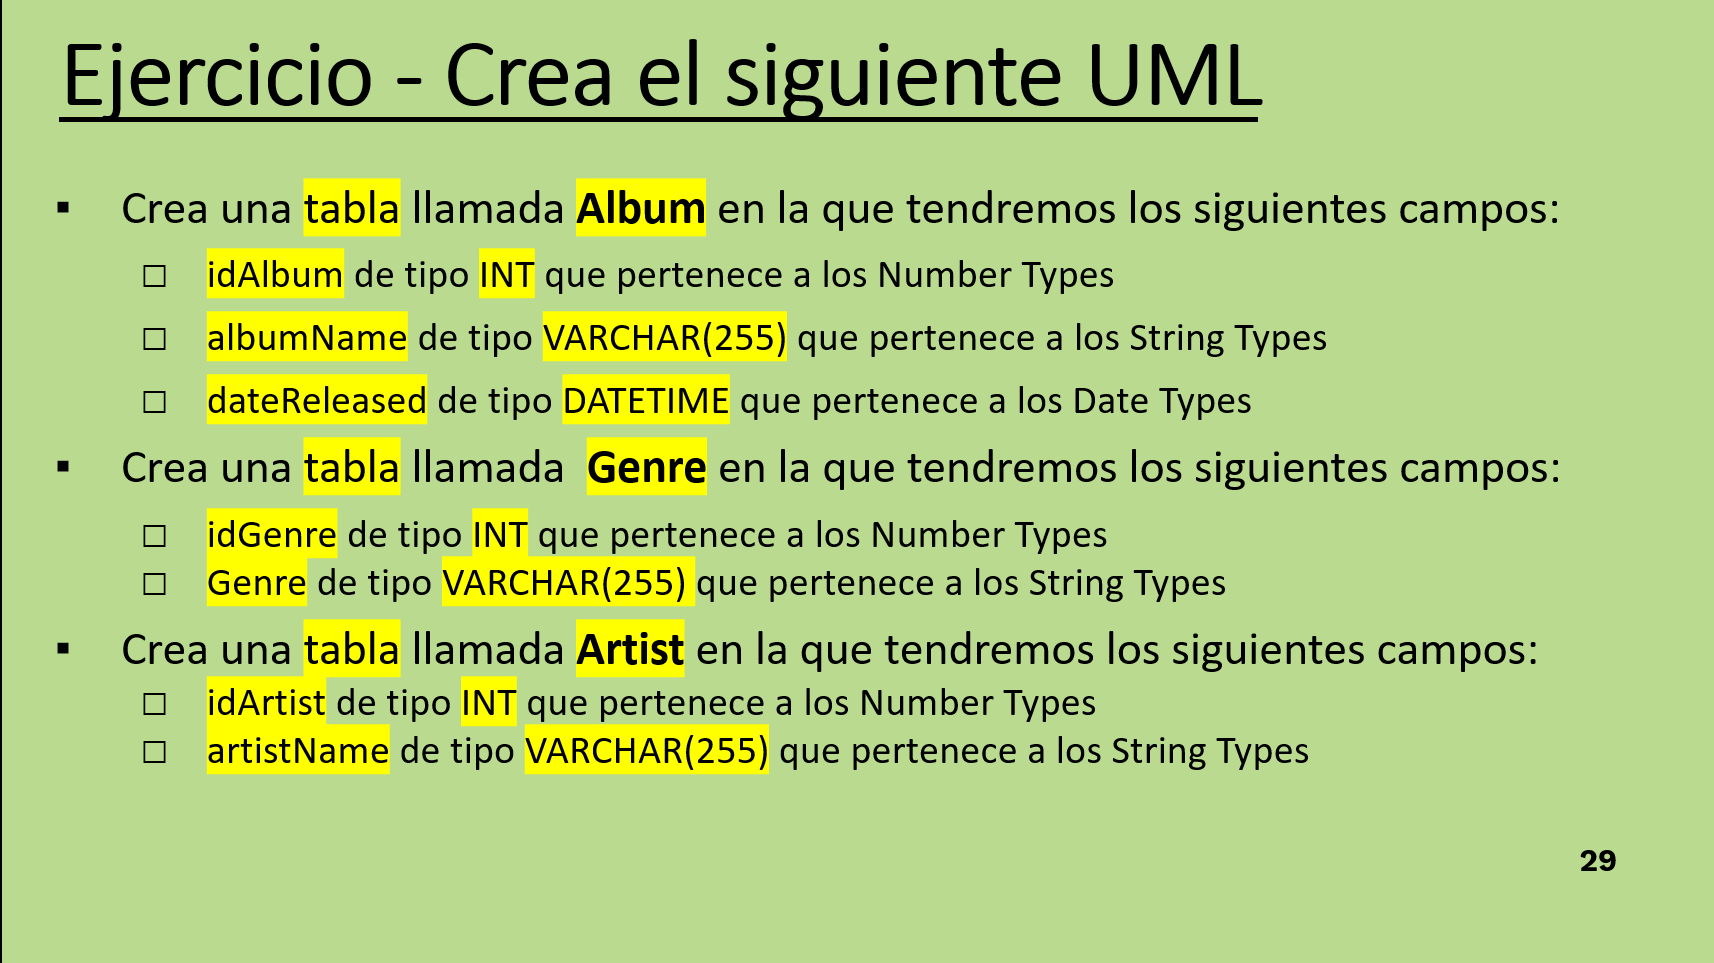 Ejercicio - Crea el siguiente UML
▪ Crea una tabla llamada Album en la que tendremos los siguientes campos:
□ idAlbum de tipo INT que pertenece a los Number Types
□ albumName de tipo VARCHAR(255) que pertenece a los String Types
□ dateReleased de tipo DATETIME que pertenece a los Date Types
▪ Crea una tabla llamada  Genre en la que tendremos los siguientes campos:
□ idGenre de tipo INT que pertenece a los Number Types
□ Genre de tipo VARCHAR(255) que pertenece a los String Types
▪ Crea una tabla llamada Artist en la que tendremos los siguientes campos:
□ idArtist de tipo INT que pertenece a los Number Types
□ artistName de tipo VARCHAR(255) que pertenece a los String Types
29